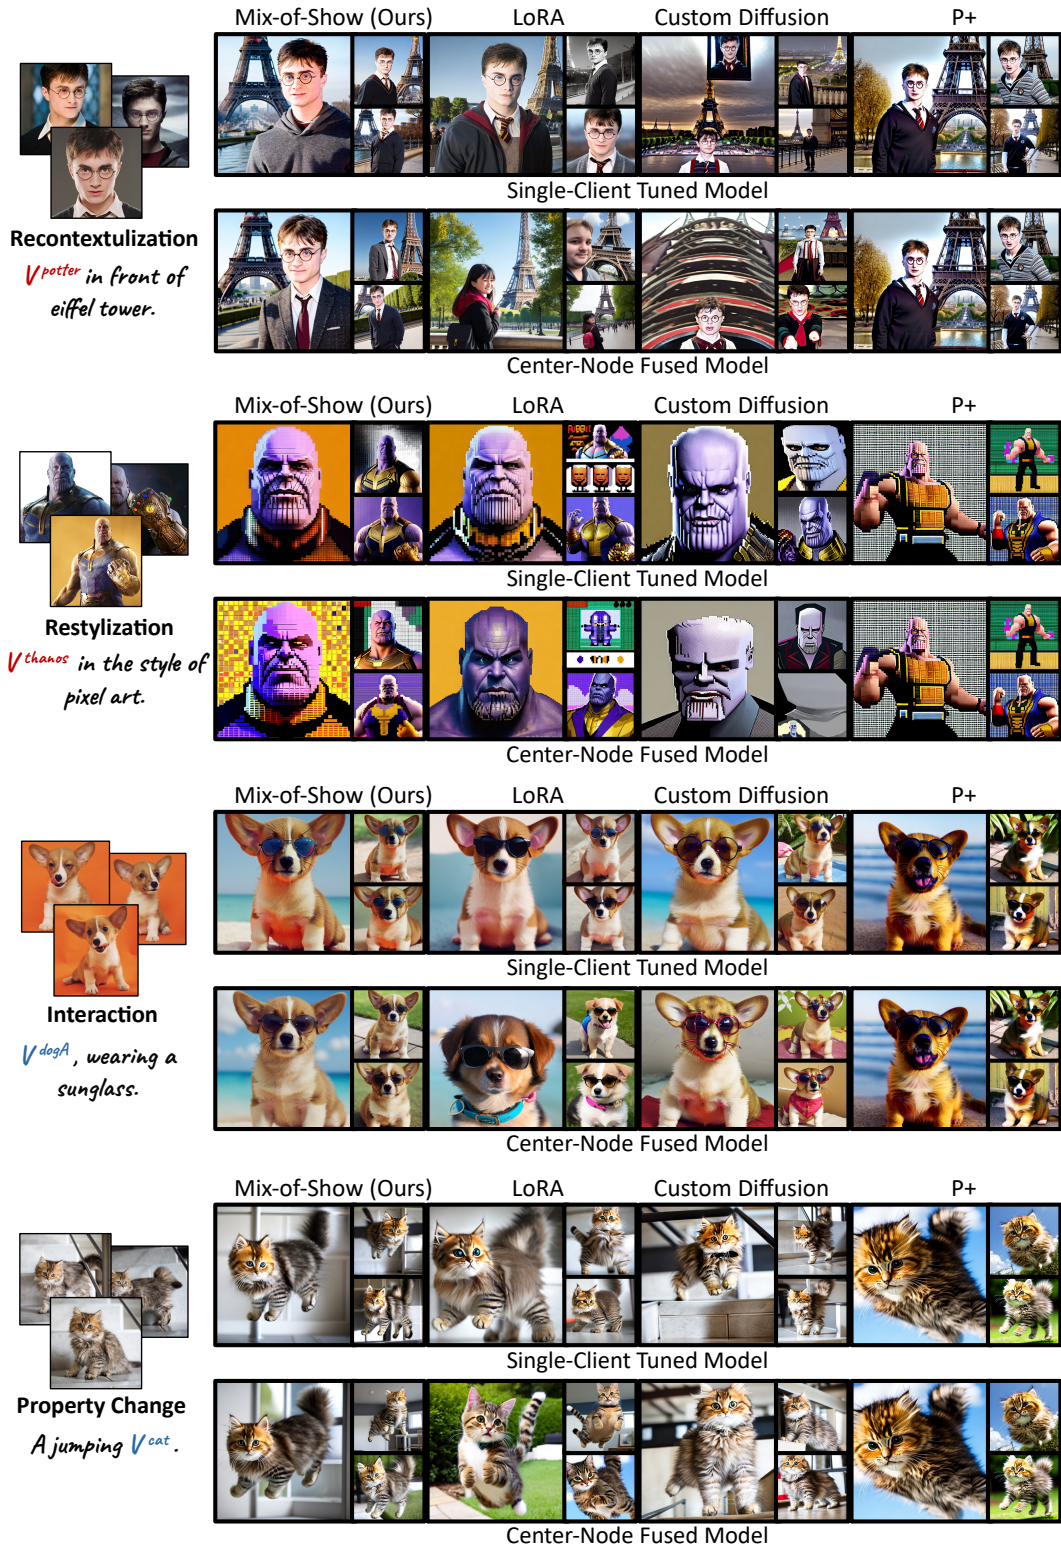 Mix-of-Show (Ours) LoRA Custom Diffusion P+
Single-Client Tuned Model
Recontextulization
V^potter in front of
eiffel tower.
Center-Node Fused Model
Mix-of-Show (Ours) LoRA Custom Diffusion P+
Single-Client Tuned Model
Restylization
V^thanos in the style of
pixel art.
Center-Node Fused Model
Mix-of-Show (Ours) LoRA Custom Diffusion P+
Single-Client Tuned Model
Interaction
V^dogA, wearing a
sunglass.
Center-Node Fused Model
Mix-of-Show (Ours) LoRA Custom Diffusion P+
Single-Client Tuned Model
Property Change
A jumping V^cat.
Center-Node Fused Model